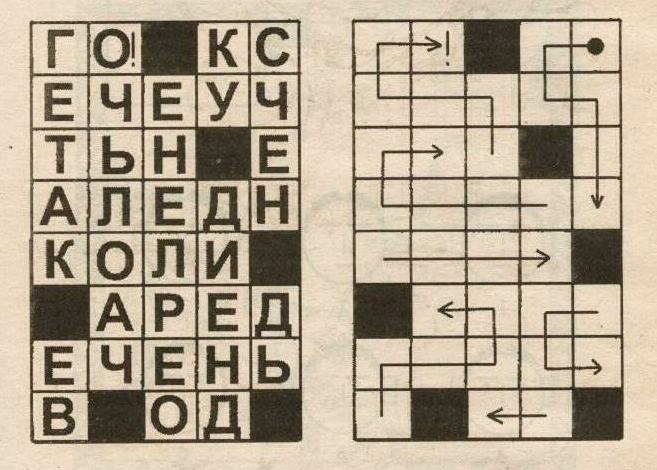 ГО! КС
ЕЧЕУЧ
ТЬН Е
АЛЕДН
КОЛИ
АРЕД
ЕЧЕНЬ
В ОД
!